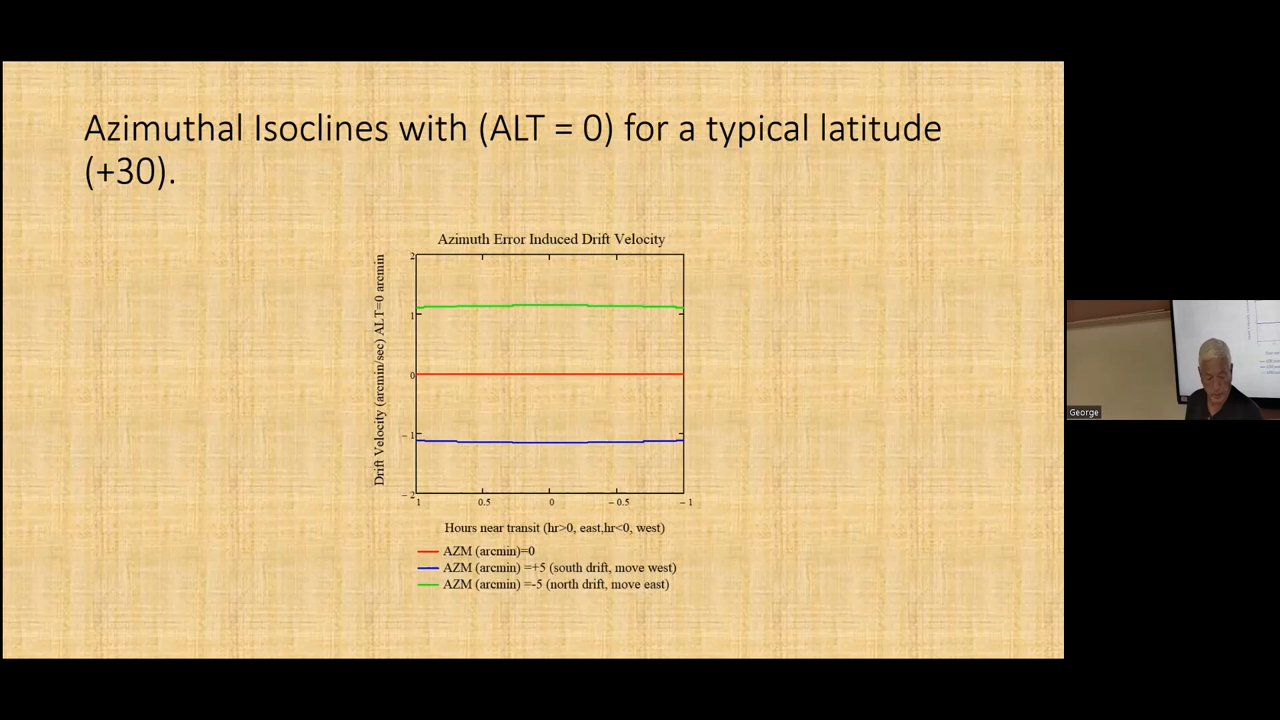 Azimuthal Isoclines with (ALT = 0) for a typical latitude
(+30).
Azimuth Error Induced Drift Velocity
Drift Velocity (arcmin/sec) ALT=0 arcmin
2
1
0
− 1
− 2
1
0.5
0
− 0.5
− 1
Hours near transit (hr>0, east,hr<0, west)
AZM (arcmin)=0
AZM (arcmin) =+5 (south drift, move west)
AZM (arcmin) =-5 (north drift, move east)
George